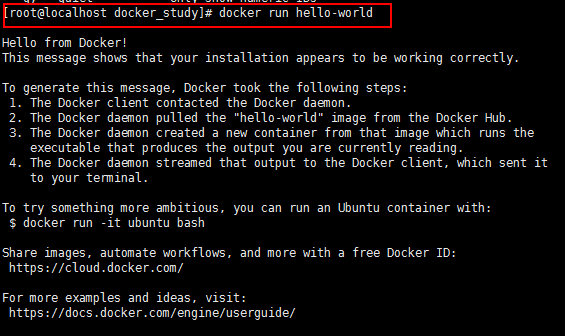 [root@localhost docker_study]# docker run hello-world
Hello from Docker!
This message shows that your installation appears to be working correctly.
To generate this message, Docker took the following steps:
1. The Docker client contacted the Docker daemon.
2. The Docker daemon pulled the "hello-world" image from the Docker Hub.
3. The Docker daemon created a new container from that image which runs the
executable that produces the output you are currently reading.
4. The Docker daemon streamed that output to the Docker client, which sent it
to your terminal.
To try something more ambitious, you can run an Ubuntu container with:
$ docker run -it ubuntu bash
Share images, automate workflows, and more with a free Docker ID:
https://cloud.docker.com/
For more examples and ideas, visit:
https://docs.docker.com/engine/userguide/